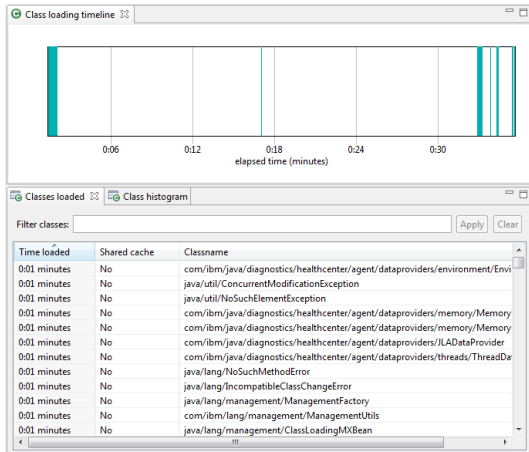 Class loading timeline
0:06 0:12 0:18 0:24 0:30
elapsed time (minutes)
Classes loaded Class histogram
Filter classes: Apply Clear
Time loaded Shared cache Classname
0:01 minutes No com/ibm/java/diagnostics/healthcenter/agent/dataproviders/environment/Envi
0:01 minutes No java/util/ConcurrentModificationException
0:01 minutes No java/util/NoSuchElementException
0:01 minutes No com/ibm/java/diagnostics/healthcenter/agent/dataproviders/memory/Memory
0:01 minutes No com/ibm/java/diagnostics/healthcenter/agent/dataproviders/memory/Memory
0:01 minutes No com/ibm/java/diagnostics/healthcenter/agent/dataproviders/JLADataProvider
0:01 minutes No com/ibm/java/diagnostics/healthcenter/agent/dataproviders/threads/ThreadDa
0:01 minutes No java/lang/NoSuchMethodError
0:01 minutes No java/lang/IncompatibleClassChangeError
0:01 minutes No java/lang/management/ManagementFactory
0:01 minutes No com/ibm/lang/management/ManagementUtils
0:01 minutes No java/lang/management/ClassLoadingMXBean